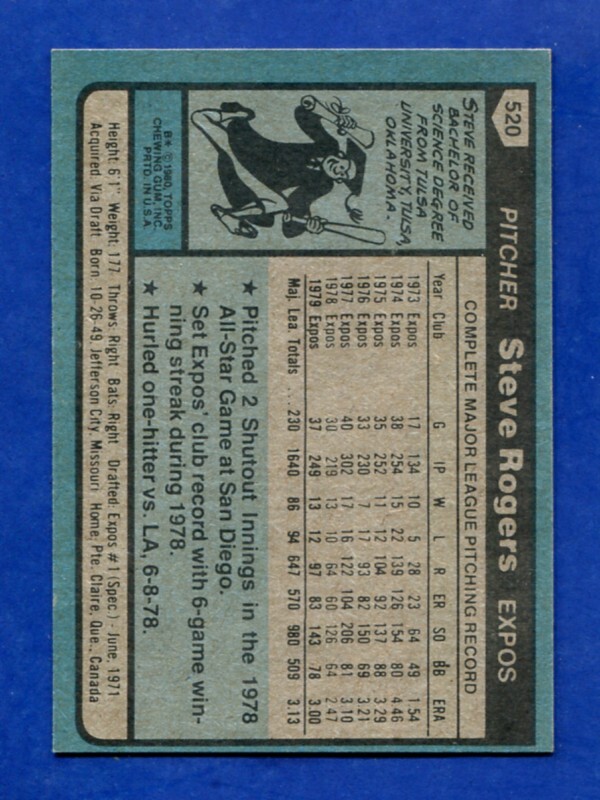 520 PITCHER Steve Rogers EXPOS
STEVE RECEIVED
BACHELOR OF
SCIENCE DEGREE
FROM TULSA
UNIVERSITY, TULSA,
OKLAHOMA.
COMPLETE MAJOR LEAGUE PITCHING RECORD
Year Club G IP W L R ER SO BB ERA
1973 Expos 17 134 10 5 28 23 64 49 1.54
1974 Expos 38 254 15 22 139 126 154 80 4.46
1975 Expos 35 252 11 12 104 92 137 88 3.29
1976 Expos 33 230 7 17 93 82 150 69 3.21
1977 Expos 40 302 17 16 122 104 206 81 3.10
1978 Expos 30 219 13 10 64 60 126 64 2.47
1979 Expos 37 249 13 12 97 83 143 78 3.00
Maj. Lea. Totals ... 230 1640 86 94 647 570 980 509 3.13
★ Pitched 2 Shutout Innings in the 1978
All-Star Game at San Diego.
★ Set Expos' club record with 6-game win-
ning streak during 1978.
★ Hurled one-hitter vs. L.A, 6-8-78.
B* © 1980, TOPPS
CHEWING GUM, INC.
PRTD. IN U.S.A
Height: 6'1" Weight: 177 Throws: Right Bats: Right Drafted: Expos #1 (Spec.) - June, 1971
Acquired: Via Draft Born: 10-26-49, Jefferson City, Missouri Home: Pte. Claire, Que., Canada